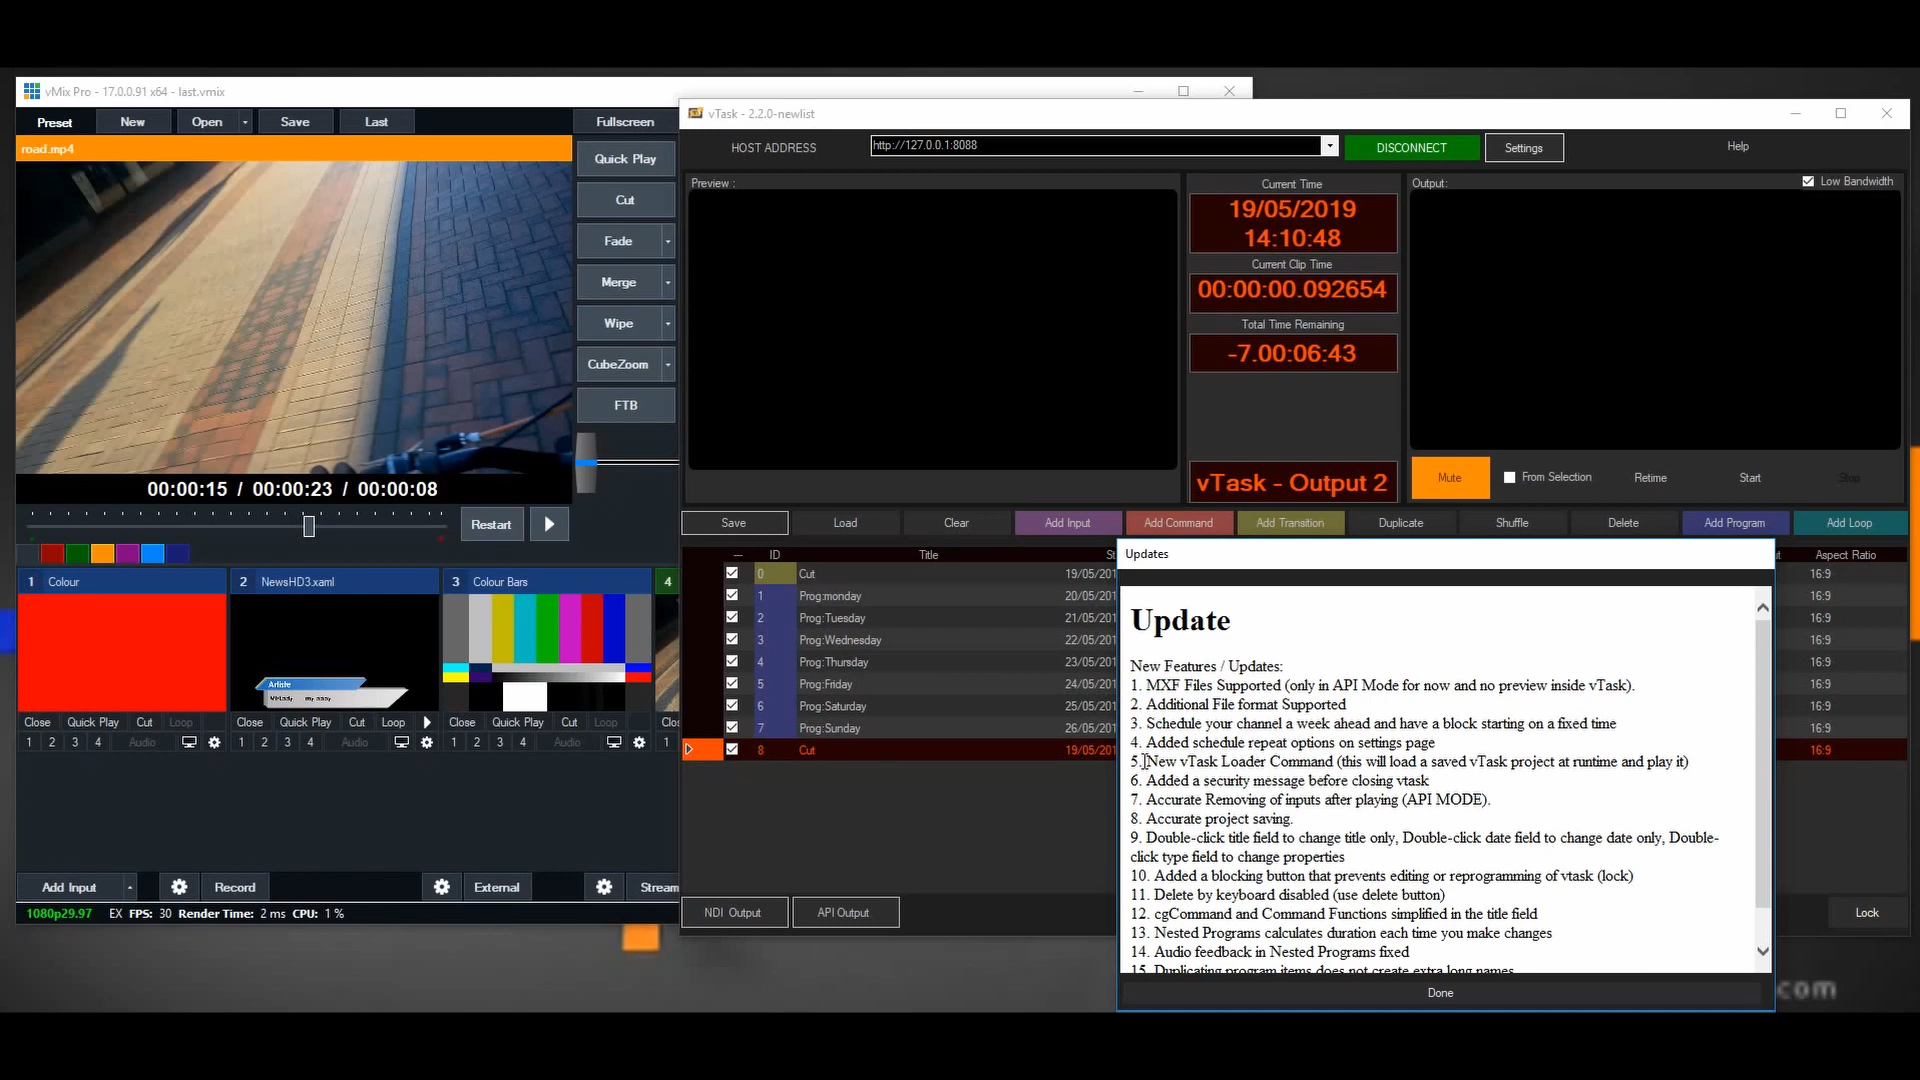 vMix Pro - 17.0.0.91 x64 - last.vmix
Preset New Open Save Last Fullscreen
road.mp4
Quick Play
Cut
Fade
Merge
Wipe
CubeZoom
FTB
00:00:15 / 00:00:23 / 00:00:08
Restart
1 Colour
2 NewsHD3.xaml
3 Colour Bars
4
Artiste
Close Quick Play Cut Loop
1 2 3 4 Audio
Close Quick Play Cut Loop
1 2 3 4 Audio
Close Quick Play Cut Loop
1 2 3 4 Audio
1
Add Input Record External Stream
1080p29.97 EX FPS: 30 Render Time: 2 ms CPU: 1 %
vTask - 2.2.0-newlist
HOST ADDRESS http://127.0.0.1:8088 DISCONNECT Settings Help
Preview :
Current Time
19/05/2019
14:10:48
Current Clip Time
00:00:00.092654
Total Time Remaining
-7.00:06:43
vTask - Output 2
Output: Low Bandwidth
Mute From Selection Retime Start Stop
Save Load Clear Add Input Add Command Add Transition Duplicate Shuffle Delete Add Program Add Loop
--- ID Title St Aspect Ratio
0 Cut 19/05/201 16:9
1 Prog:monday 20/05/201 16:9
2 Prog:Tuesday 21/05/201 16:9
3 Prog:Wednesday 22/05/201 16:9
4 Prog:Thursday 23/05/201 16:9
5 Prog:Friday 24/05/201 16:9
6 Prog:Saturday 25/05/201 16:9
7 Prog:Sunday 26/05/201 16:9
8 Cut 19/05/201 16:9
NDI Output API Output Lock
Updates
Update
New Features / Updates:
1. MXF Files Supported (only in API Mode for now and no preview inside vTask).
2. Additional File format Supported
3. Schedule your channel a week ahead and have a block starting on a fixed time
4. Added schedule repeat options on settings page
5. New vTask Loader Command (this will load a saved vTask project at runtime and play it)
6. Added a security message before closing vtask
7. Accurate Removing of inputs after playing (API MODE).
8. Accurate project saving.
9. Double-click title field to change title only, Double-click date field to change date only, Double-
click type field to change properties
10. Added a blocking button that prevents editing or reprogramming of vtask (lock)
11. Delete by keyboard disabled (use delete button)
12. cgCommand and Command Functions simplified in the title field
13. Nested Programs calculates duration each time you make changes
14. Audio feedback in Nested Programs fixed
15. Duplicating program items does not create extra long names
Done
com